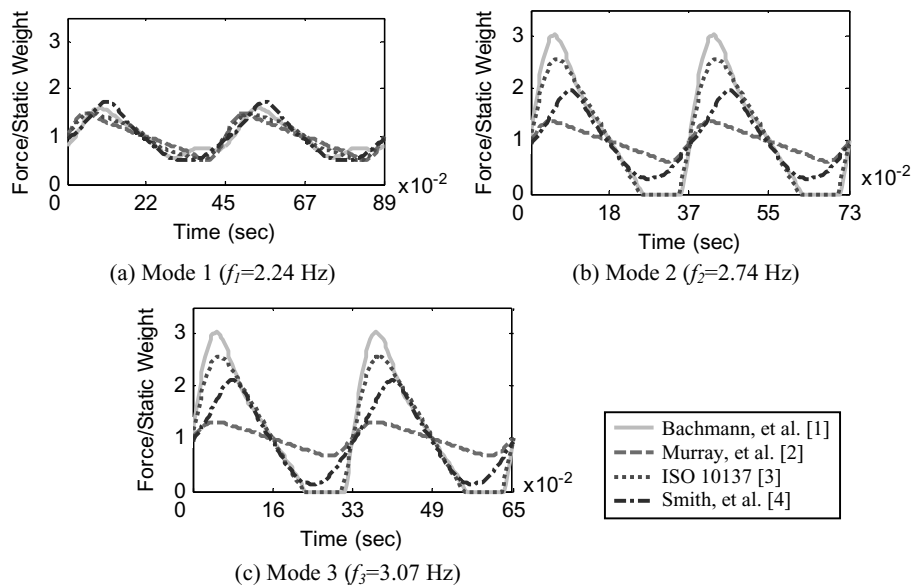 Force/Static Weight
3
2
1
0
0 22 45 67 89
x10-2
Time (sec)
(a) Mode 1 (f1=2.24 Hz)
Force/Static Weight
3
2
1
0
0 18 37 55 73
x10-2
Time (sec)
(b) Mode 2 (f2=2.74 Hz)
Force/Static Weight
3
2
1
0
0 16 33 49 65
x10-2
Time (sec)
(c) Mode 3 (f3=3.07 Hz)
Bachmann, et al. [1]
Murray, et al. [2]
ISO 10137 [3]
Smith, et al. [4]